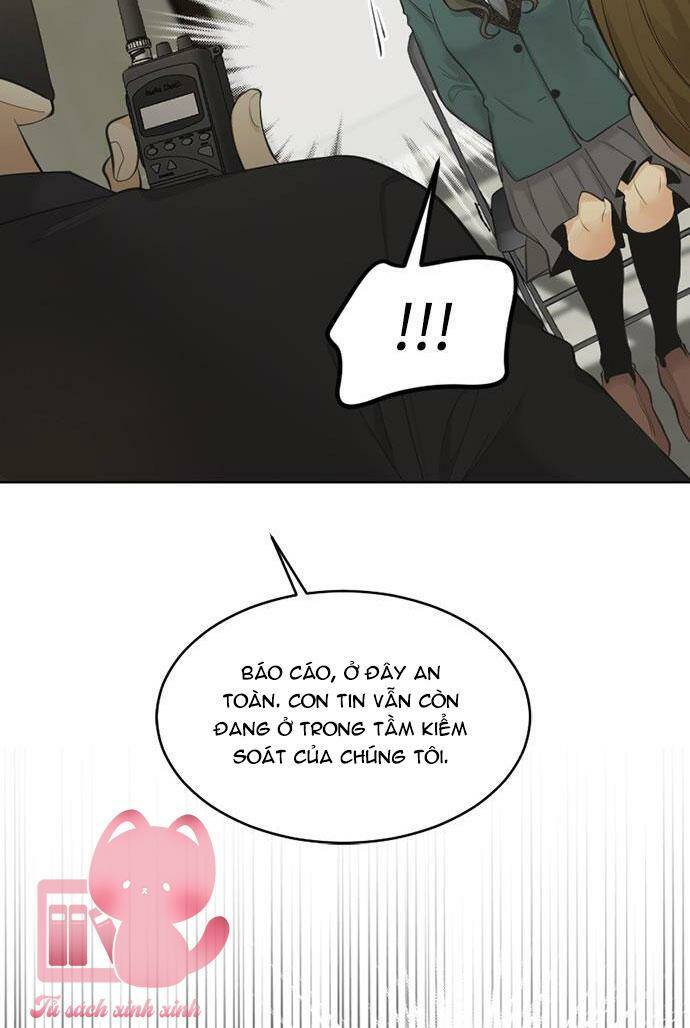 !!!
BÁO CÁO, Ở ĐÂY AN
TOÀN. CON TIN VẪN CÒN
ĐANG Ở TRONG TẦM KIỂM
SOÁT CỦA CHÚNG TÔI.
Tủ sách xinh xinh